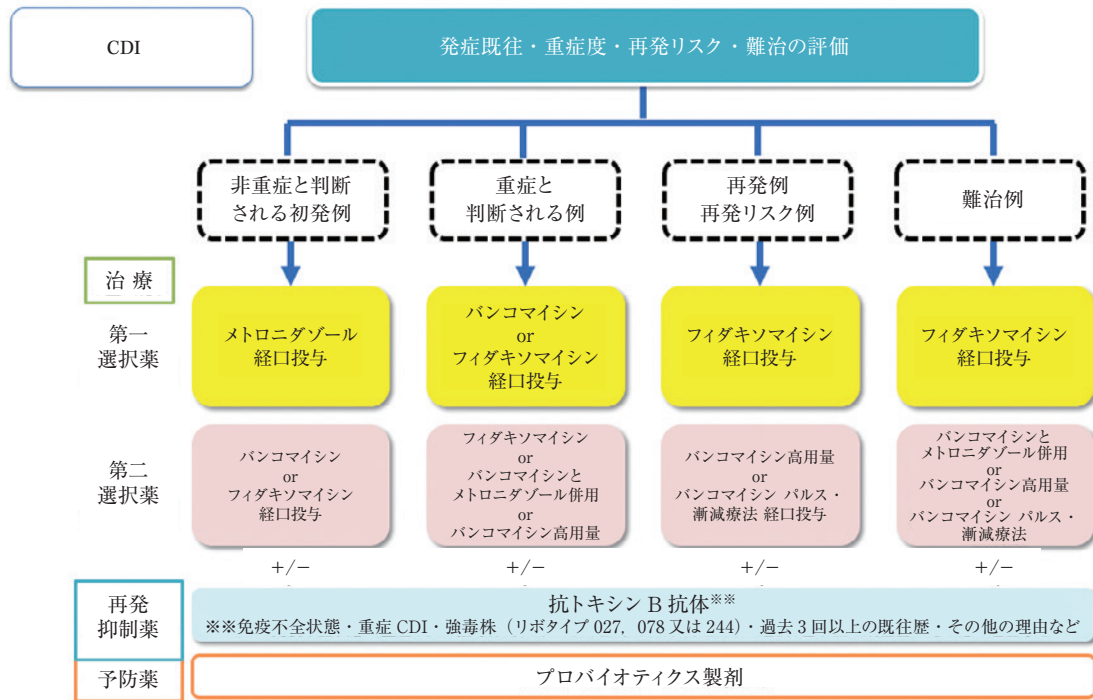 CDI
発症既往・重症度・再発リスク・難治の評価
非重症と判断
される初発例
重症と
判断される例
再発例
再発リスク例
難治例
治 療
第一
選択薬
メトロニダゾール
経口投与
バンコマイシン
or
フィダキソマイシン
経口投与
フィダキソマイシン
経口投与
フィダキソマイシン
経口投与
第二
選択薬
バンコマイシン
or
フィダキソマイシン
経口投与
フィダキソマイシン
or
バンコマイシンと
メトロニダゾール併用
or
バンコマイシン高用量
バンコマイシン高用量
or
バンコマイシン パルス・
漸減療法 経口投与
バンコマイシンと
メトロニダゾール併用
or
バンコマイシン高用量
or
バンコマイシン パルス・
漸減療法
+/−
+/−
+/−
+/−
再発
抑制薬
抗トキシン B 抗体※※
※※免疫不全状態・重症 CDI・強毒株（リボタイプ 027，078 又は 244）・過去 3 回以上の既往歴・その他の理由など
予防薬
プロバイオティクス製剤